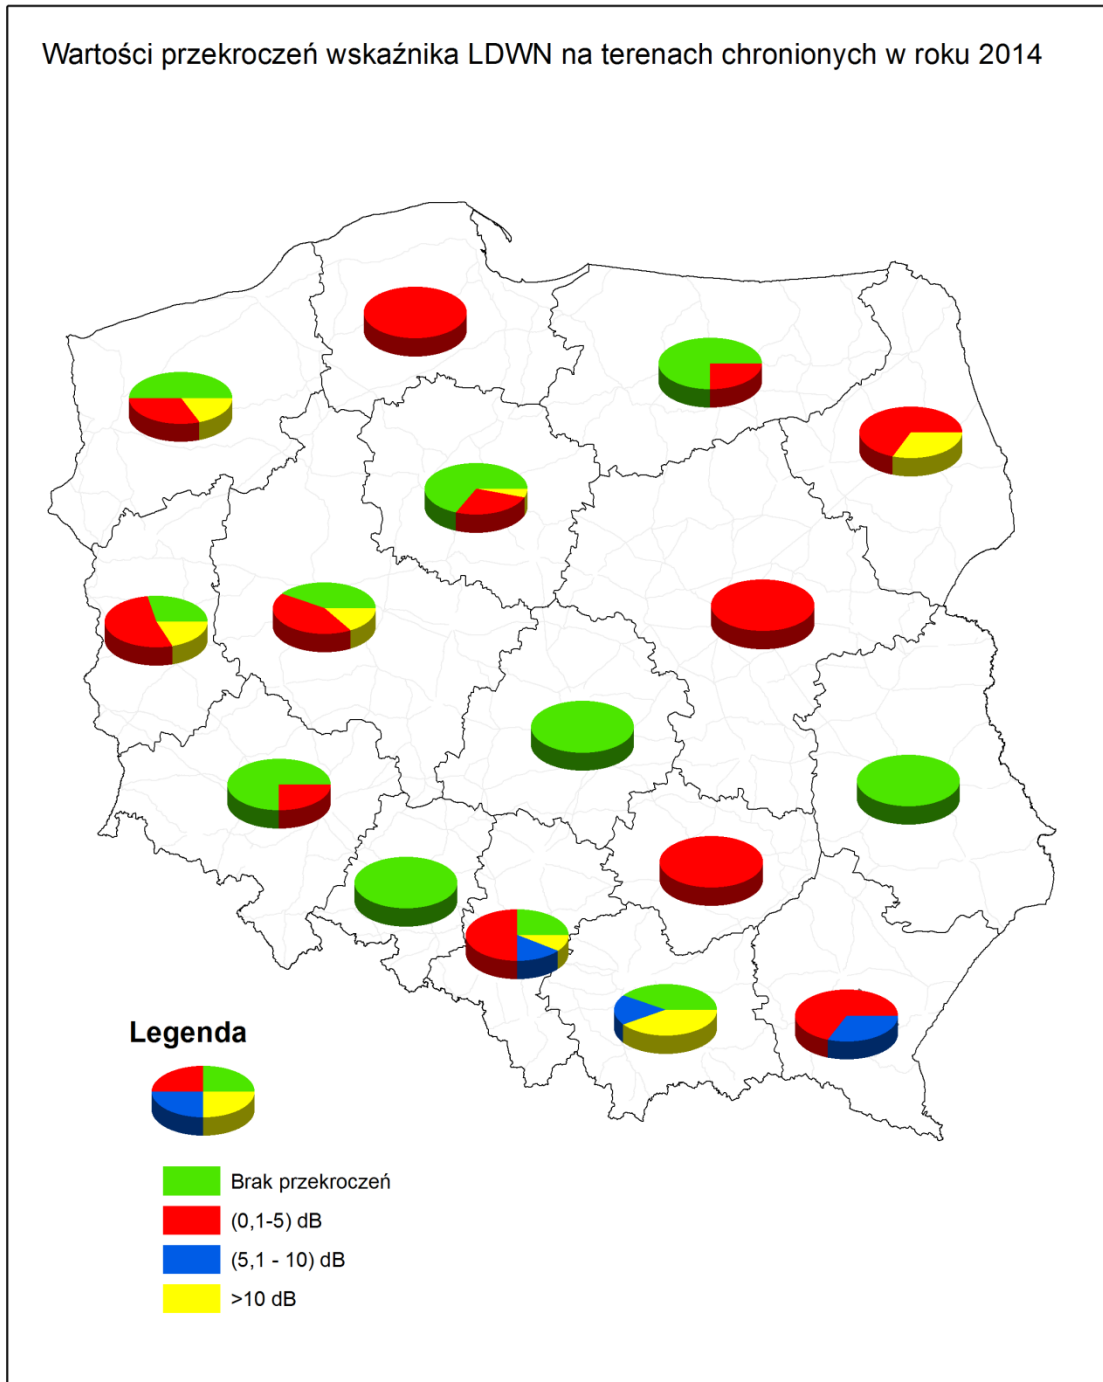 Wartości przekroczeń wskaźnika LDWN na terenach chronionych w roku 2014
Legenda
Brak przekroczeń
(0,1-5) dB
(5,1 - 10) dB
>10 dB